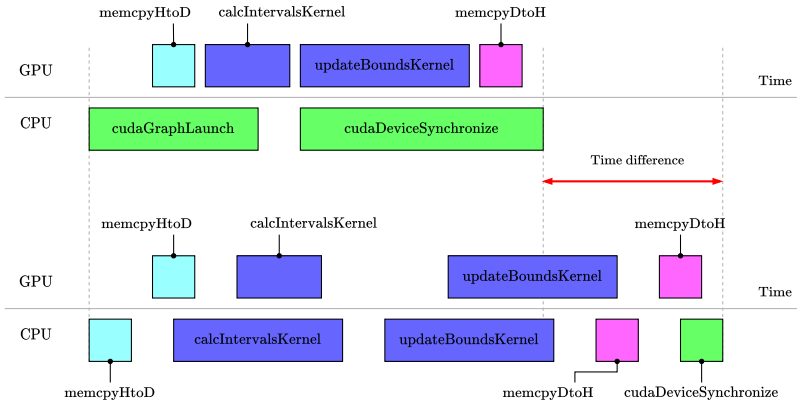 memcpyHtoD calcIntervalsKernel memcpyDtoH
GPU updateBoundsKernel
Time
CPU cudaGraphLaunch cudaDeviceSynchronize
Time difference
memcpyHtoD calcIntervalsKernel memcpyDtoH
GPU updateBoundsKernel
Time
CPU calcIntervalsKernel updateBoundsKernel
memcpyHtoD memcpyDtoH cudaDeviceSynchronize